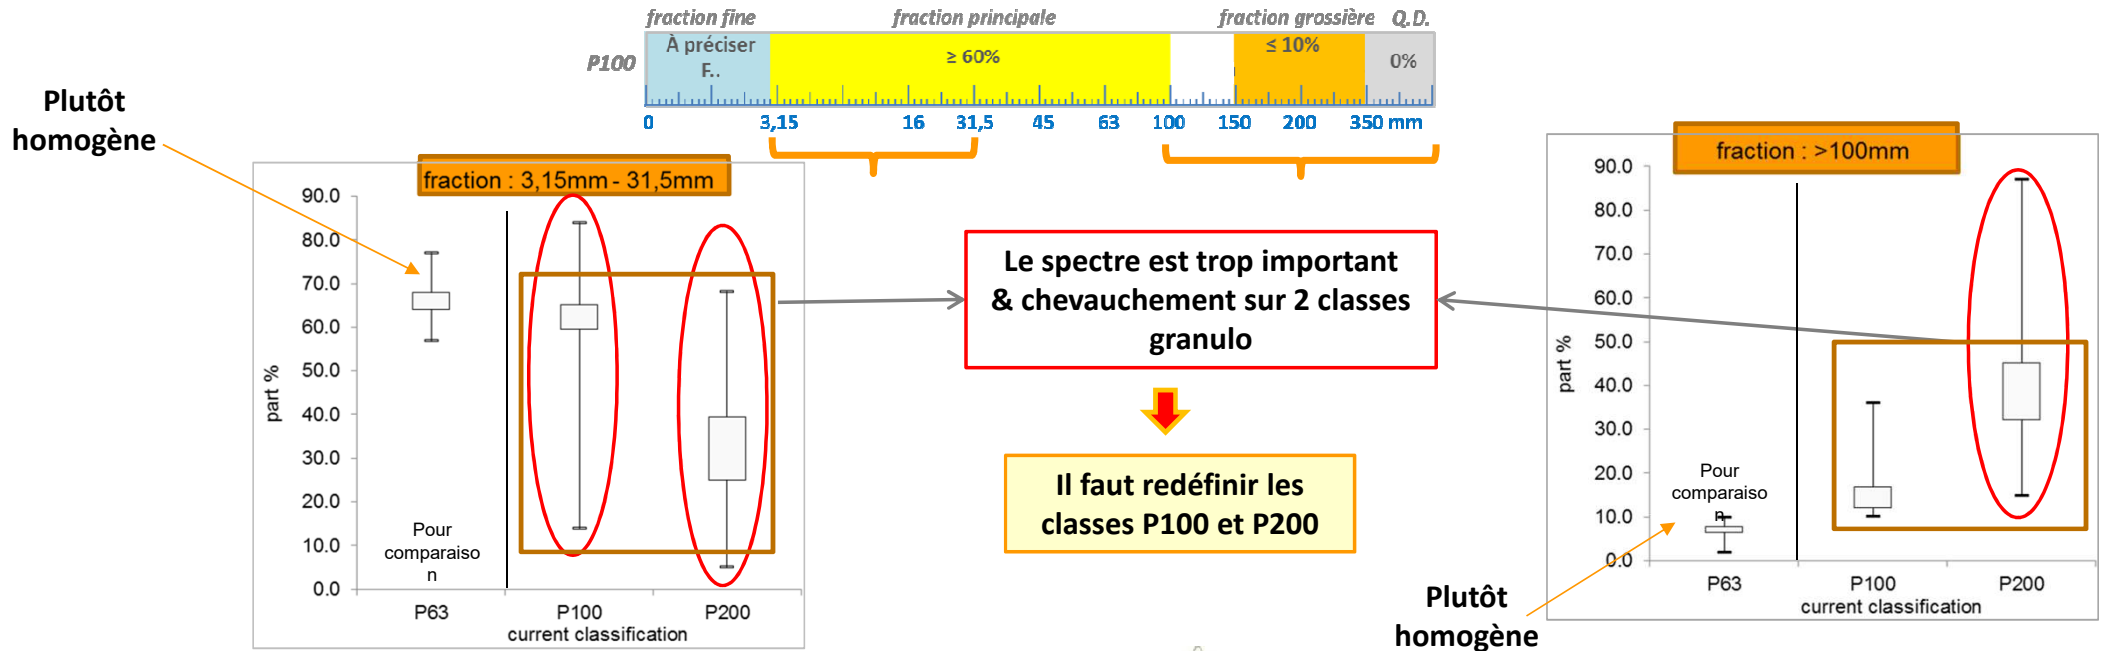 fraction fine fraction principale fraction grossière Q.D.
P100
À préciser
F..
≥ 60%
≤ 10%
0%
0 3,15 16 31,5 45 63 100 150 200 350 mm
Plutôt
homogène
fraction : 3,15mm - 31,5mm
90.0
80.0
70.0
60.0
50.0
40.0
30.0
20.0
10.0
0.0
part %
Pour
comparaiso
n
P63 P100 P200
current classification
Le spectre est trop important
& chevauchement sur 2 classes
granulo
Il faut redéfinir les
classes P100 et P200
fraction : >100mm
90.0
80.0
70.0
60.0
50.0
40.0
30.0
20.0
10.0
0.0
part %
Pour
comparaiso
n
P63 P100 P200
current classification
Plutôt
homogène